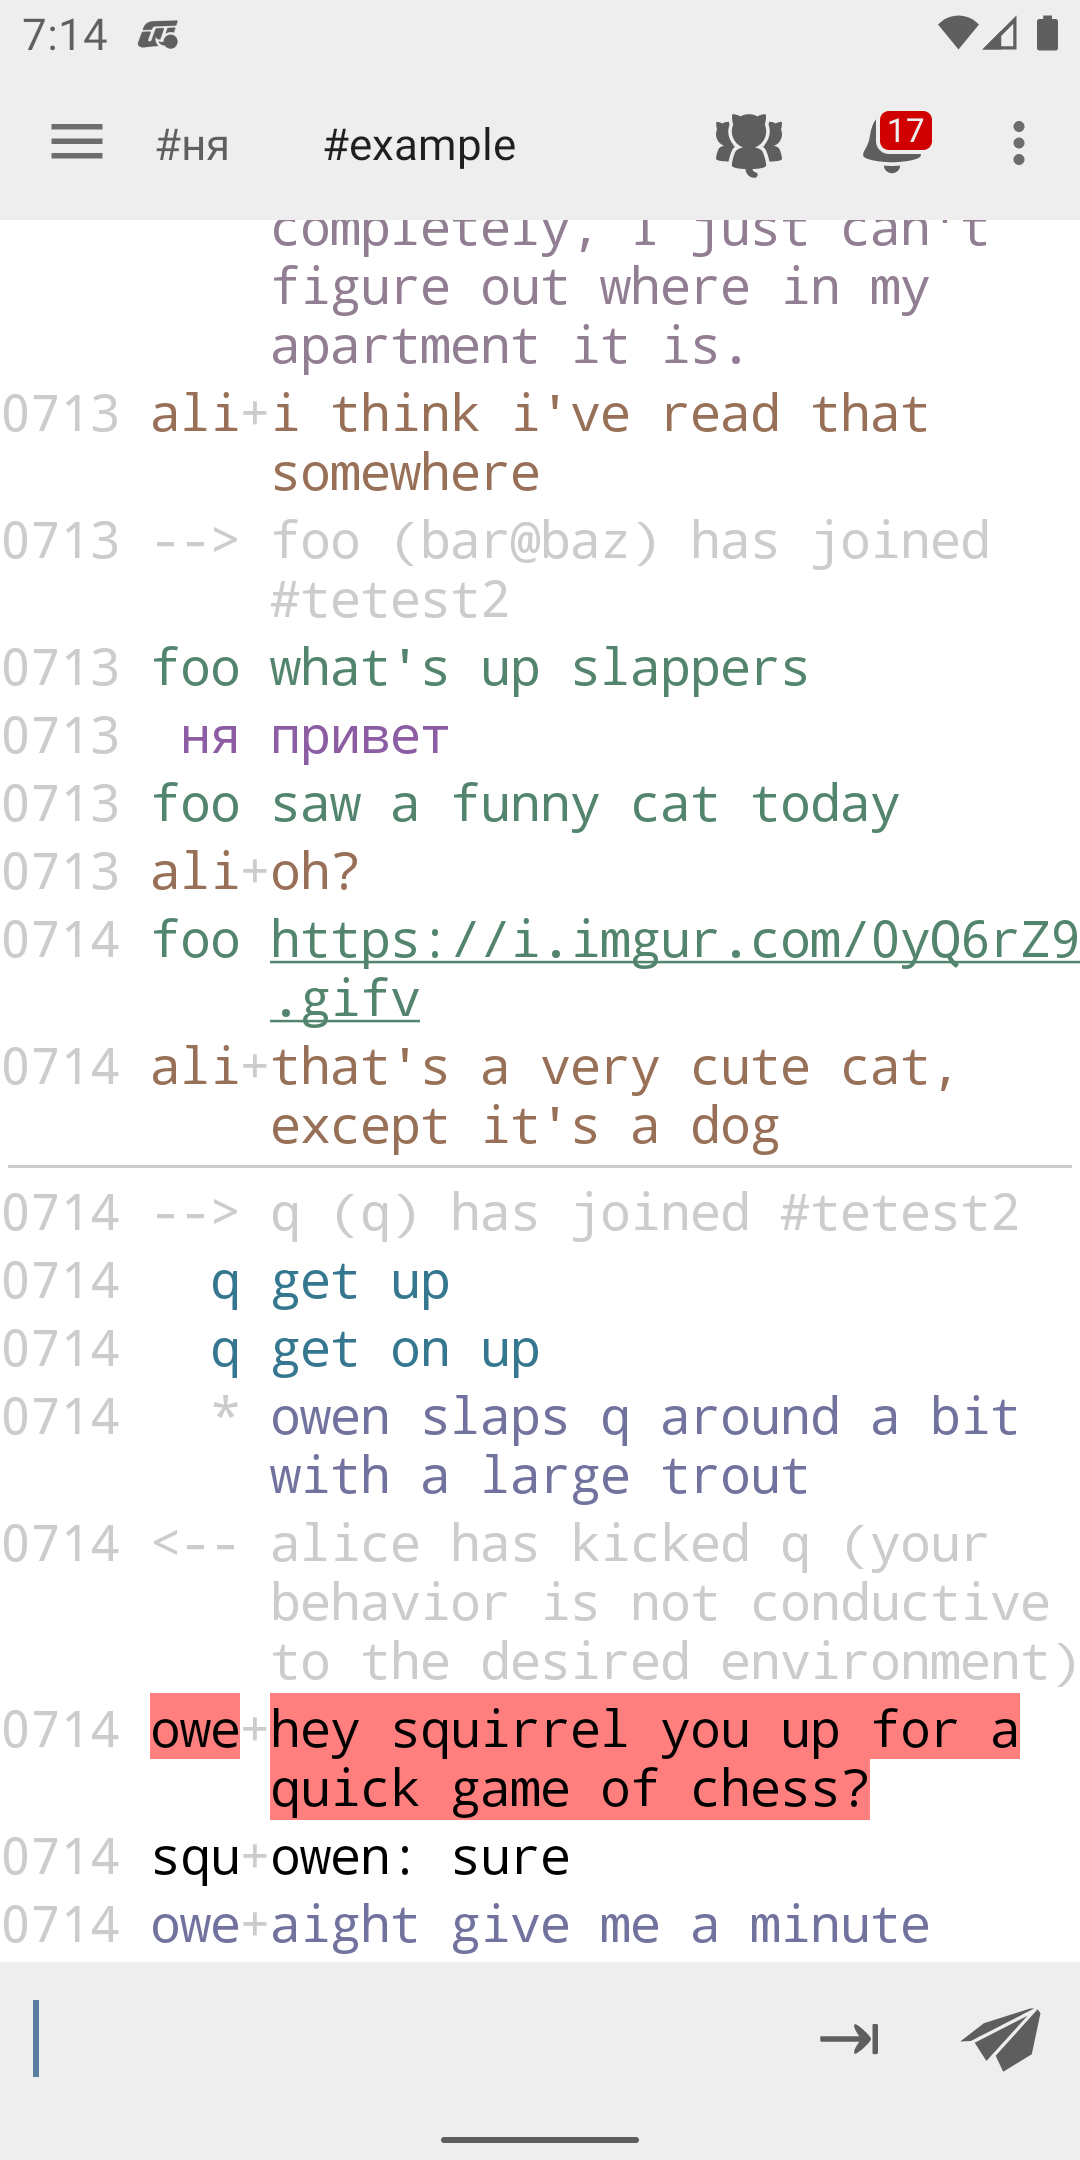 7:14
#ня #example 17
completely, I just can't
figure out where in my
apartment it is.
0713 ali+i think i've read that
somewhere
0713 --> foo (bar@baz) has joined
#tetest2
0713 foo what's up slappers
0713 ня привет
0713 foo saw a funny cat today
0713 ali+oh?
0714 foo https://i.imgur.com/0yQ6rZ9
.gifv
0714 ali+that's a very cute cat,
except it's a dog
0714 --> q (q) has joined #tetest2
0714 q get up
0714 q get on up
0714 * owen slaps q around a bit
with a large trout
0714 <-- alice has kicked q (your
behavior is not conductive
to the desired environment)
0714 owe+hey squirrel you up for a
quick game of chess?
0714 squ+owen: sure
0714 owe+aight give me a minute